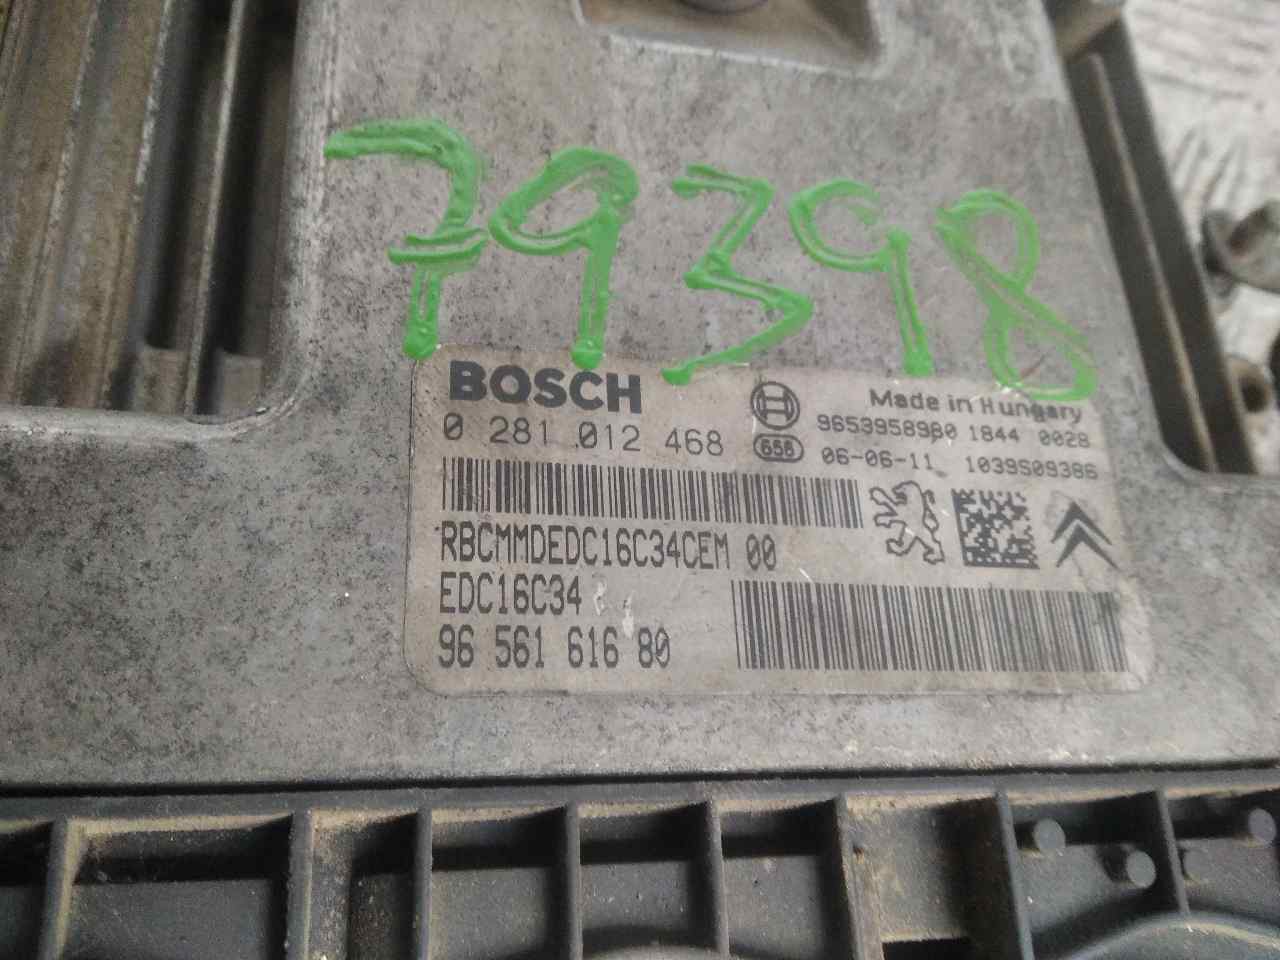 79398
BOSCH
0 281 012 468
Made in Hungary
9653958980 1844 0028
656 06-06-11 1039S09386
RBCMMDEDC16C34CEM 00
EDC16C34
96 561 616 80